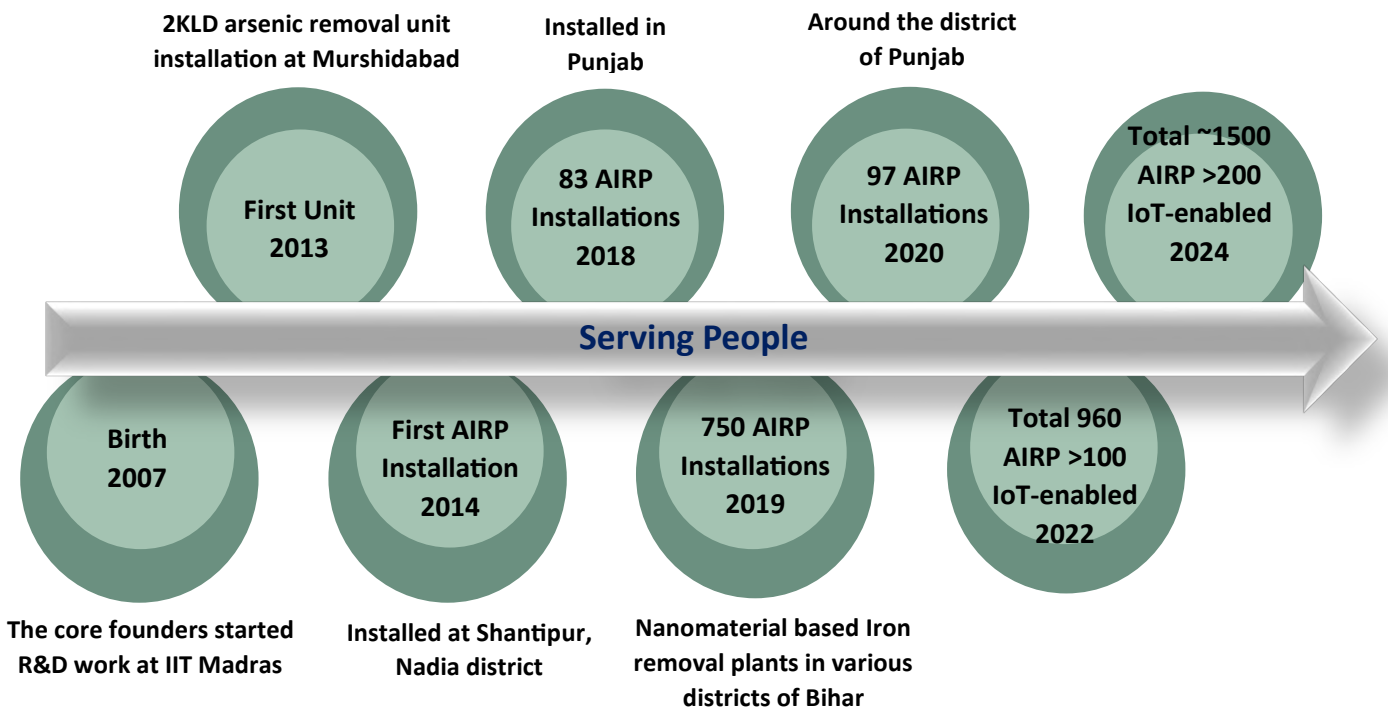 2KLD arsenic removal unit
installation at Murshidabad
Installed in
Punjab
Around the district
of Punjab
First Unit
2013
83 AIRP
Installations
2018
97 AIRP
Installations
2020
Total ~1500
AIRP >200
IoT-enabled
2024
Serving People
Birth
2007
First AIRP
Installation
2014
750 AIRP
Installations
2019
Total 960
AIRP >100
IoT-enabled
2022
The core founders started
R&D work at IIT Madras
Installed at Shantipur,
Nadia district
Nanomaterial based Iron
removal plants in various
districts of Bihar